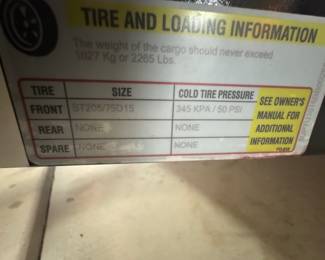 TIRE AND LOADING INFORMATION
The weight of the cargo should never exceed
1027 Kg or 2265 Lbs.
TIRE SIZE COLD TIRE PRESSURE
FRONT ST205/75D15 345 KPA / 50 PSI
REAR NONE NONE
SPARE NONE NONE
SEE OWNER'S
MANUAL FOR
ADDITIONAL
INFORMATION